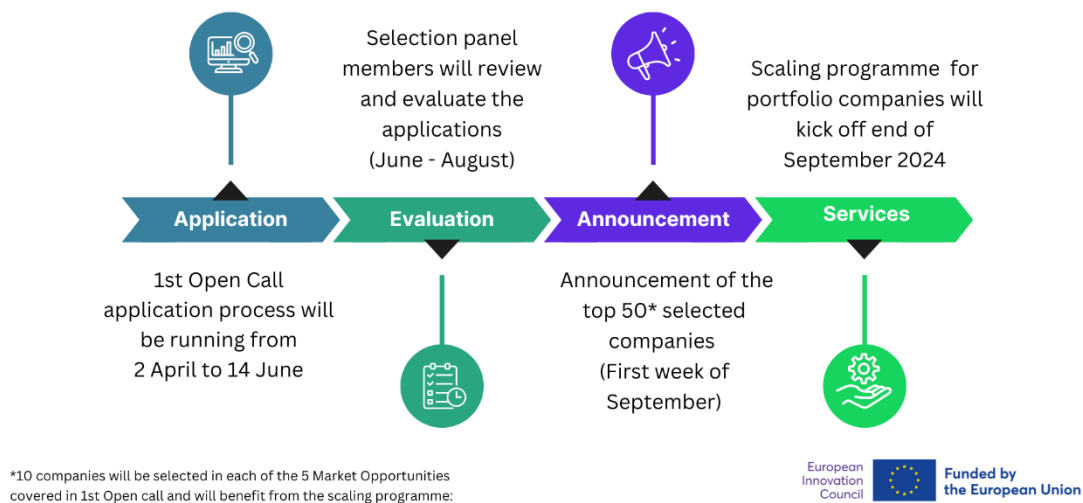 Selection panel
members will review
and evaluate the
applications
(June - August)
Scaling programme for
portfolio companies will
kick off end of
September 2024
Application
Evaluation
Announcement
Services
1st Open Call
application process will
be running from
2 April to 14 June
Announcement of the
top 50* selected
companies
(First week of
September)
*10 companies will be selected in each of the 5 Market Opportunities
covered in 1st Open call and will benefit from the scaling programme:
European
Innovation
Council
Funded by
the European Union